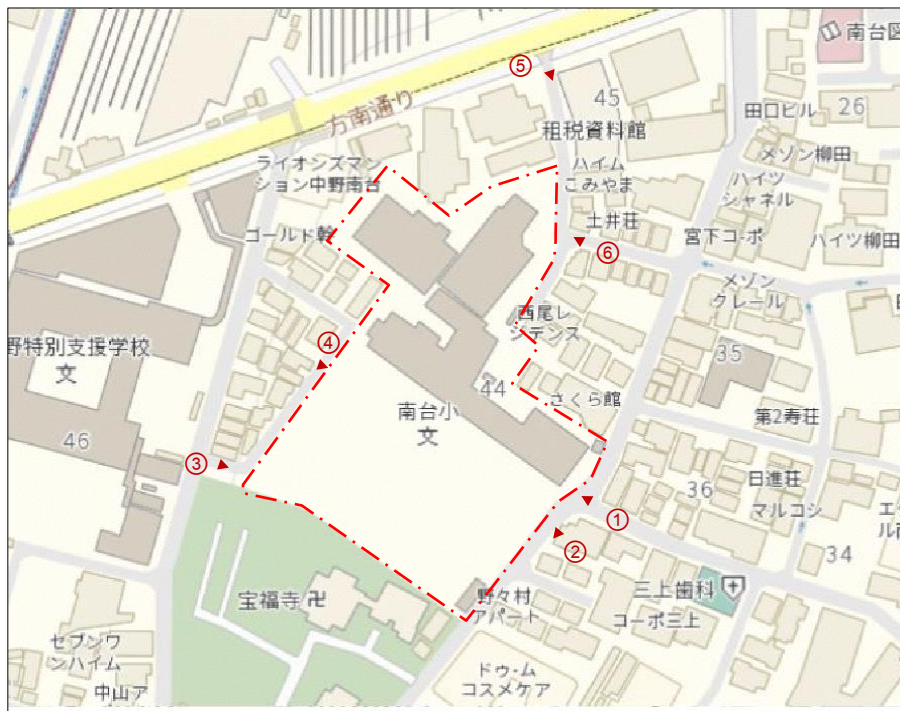 南台図
⑤
方南通り
45
田口ビル
26
租税資料館
メゾン柳田
ライオンズマン
ション中野南台
ハイム
こみやま
ハイツ
シャネル
土井荘
ゴールド幹
⑥
宮下コーポ
ハイツ柳田
メゾン
クレール
西尾レ
ジデンス
④
野特別支援学校
文
35
44
さくら館
南台小
文
第2寿荘
46
③
日進荘
36
マルコシ
①
②
34
三上歯科
宝福寺 卍
野々村
アパート
コーポ三上
セブンワ
ンハイム
ドゥ・ム
コスメケア
中山ア